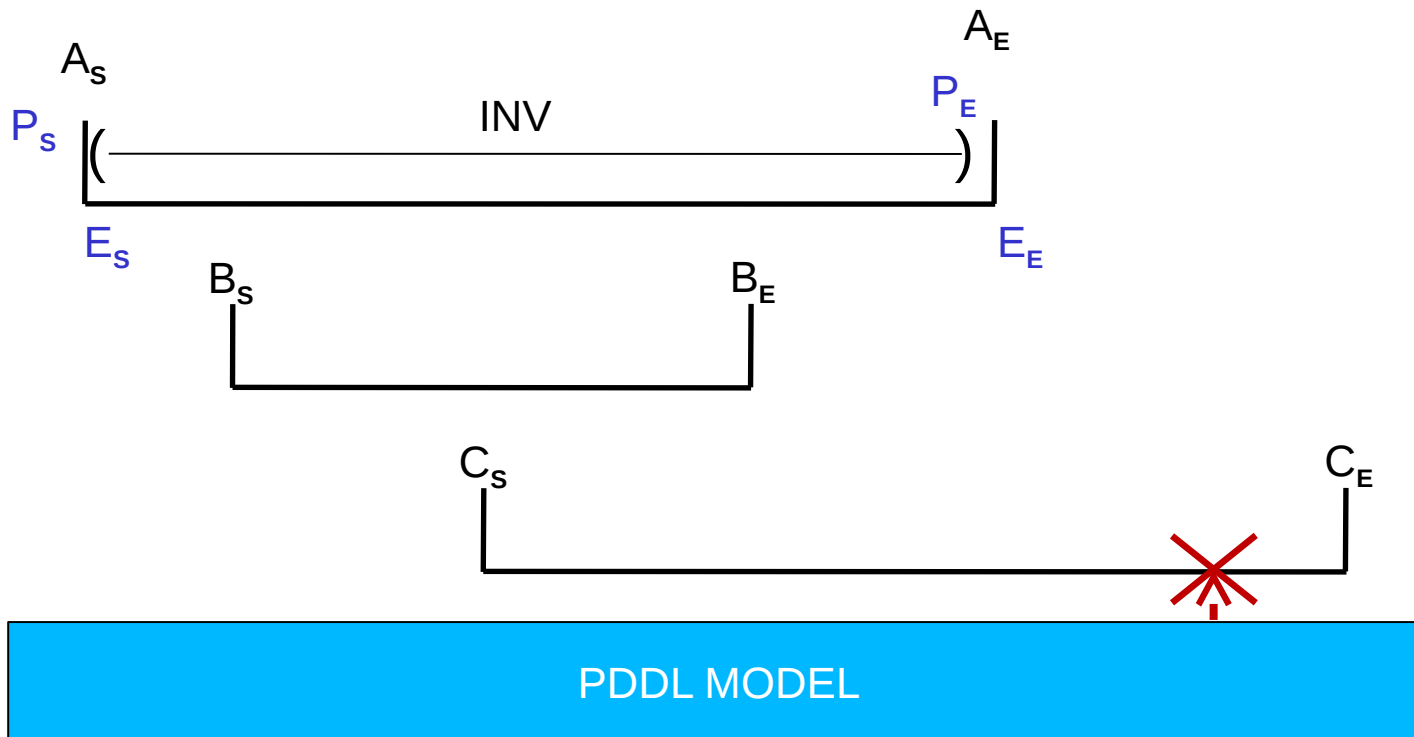 A_S
A_E
P_S
INV
P_E
(
)
E_S
E_E
B_S
B_E
C_S
C_E
PDDL MODEL